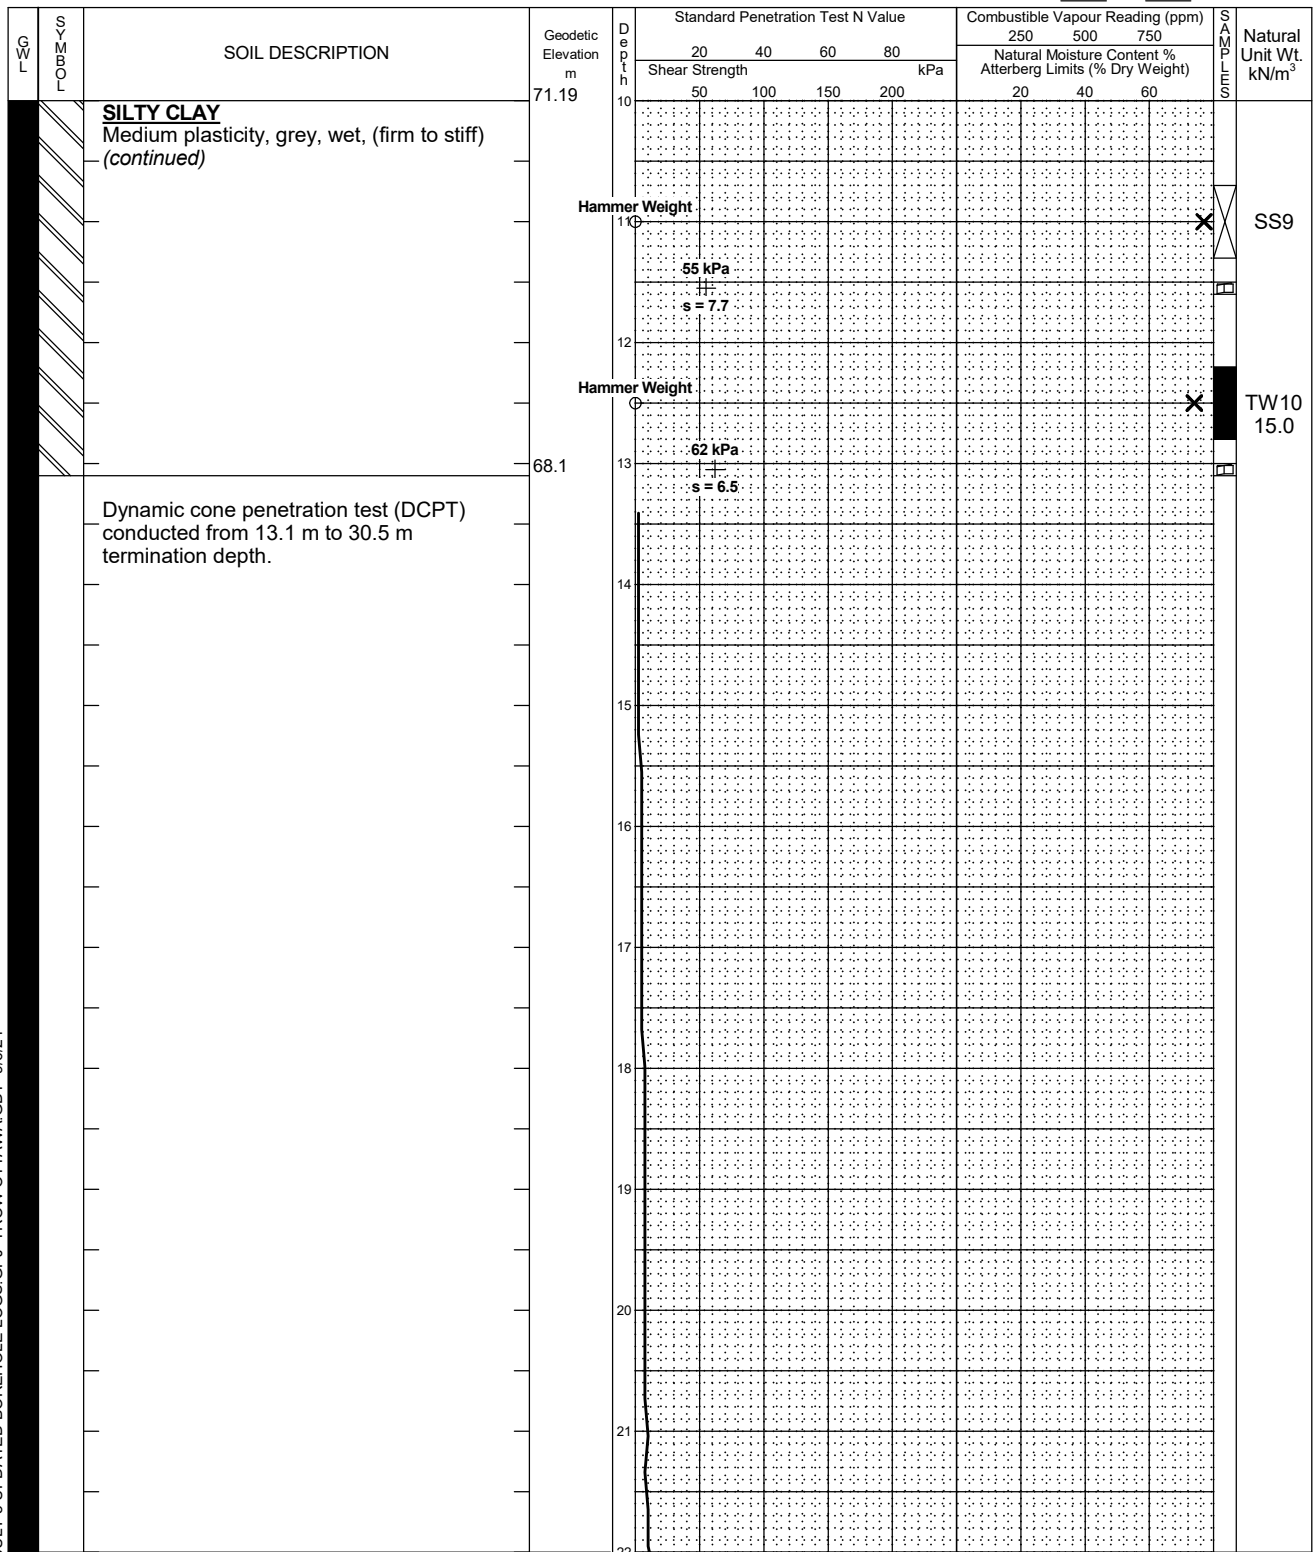 GWL
SYMBOL
SOIL DESCRIPTION
Geodetic
Elevation
m
71.19
Depth
Standard Penetration Test N Value
20 40 60 80
Shear Strength kPa
50 100 150 200
Combustible Vapour Reading (ppm)
250 500 750
Natural Moisture Content %
Atterberg Limits (% Dry Weight)
20 40 60
SAMPLES
Natural
Unit Wt.
kN/m³
10
SILTY CLAY
Medium plasticity, grey, wet, (firm to stiff)
(continued)
Hammer Weight
11
SS9
55 kPa
s = 7.7
12
Hammer Weight
TW10
15.0
62 kPa
68.1
13
s = 6.5
Dynamic cone penetration test (DCPT)
conducted from 13.1 m to 30.5 m
termination depth.
14
15
16
17
18
19
20
21